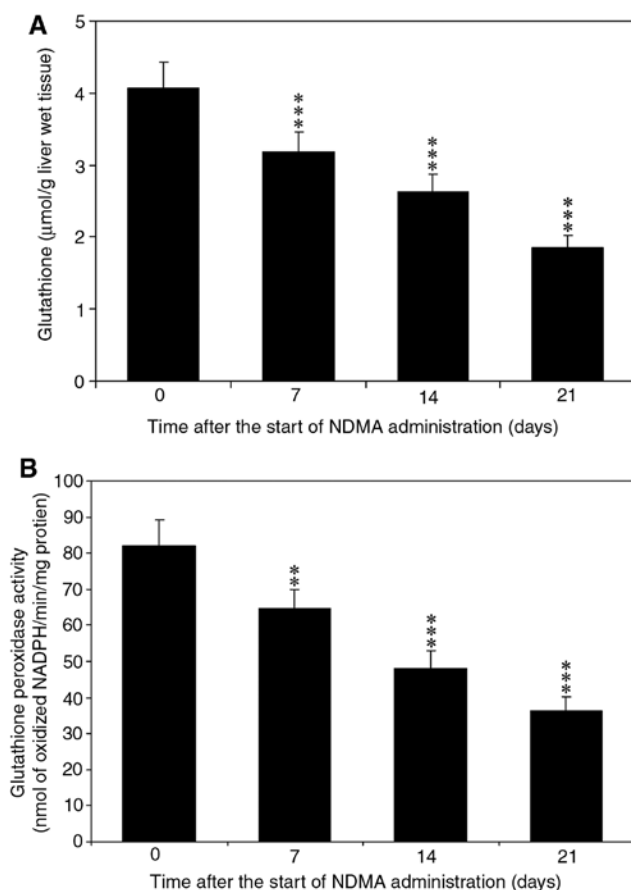 A
Glutathione (µmol/g liver wet tissue)
5
4
3
2
1
0
***
***
***
0 7 14 21
Time after the start of NDMA administration (days)
B
Glutathione peroxidase activity
(nmol of oxidized NADPH/min/mg protien)
100
90
80
70
60
50
40
30
20
10
0
**
***
***
0 7 14 21
Time after the start of NDMA administration (days)